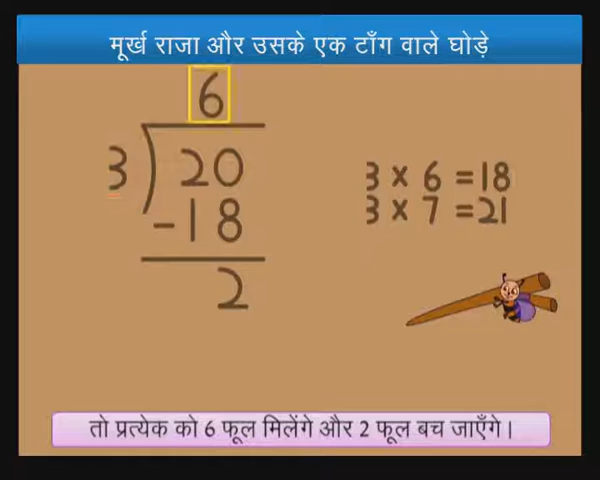 मूर्ख राजा और उसके एक टाँग वाले घोड़े
6
3 ) 20
-18
2
3 × 6 =18
3 × 7 =21
तो प्रत्येक को 6 फूल मिलेंगे और 2 फूल बच जाएँगे।